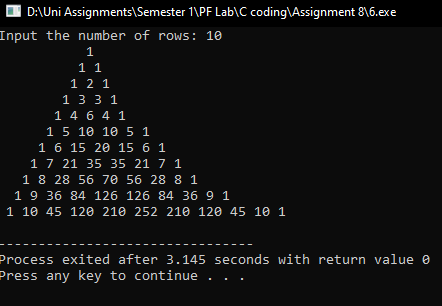 D:\Uni Assignments\Semester 1\PF Lab\C coding\Assignment 8\6.exe
Input the number of rows: 10
1
1 1
1 2 1
1 3 3 1
1 4 6 4 1
1 5 10 10 5 1
1 6 15 20 15 6 1
1 7 21 35 35 21 7 1
1 8 28 56 70 56 28 8 1
1 9 36 84 126 126 84 36 9 1
1 10 45 120 210 252 210 120 45 10 1
--------------------------------
Process exited after 3.145 seconds with return value 0
Press any key to continue . . .